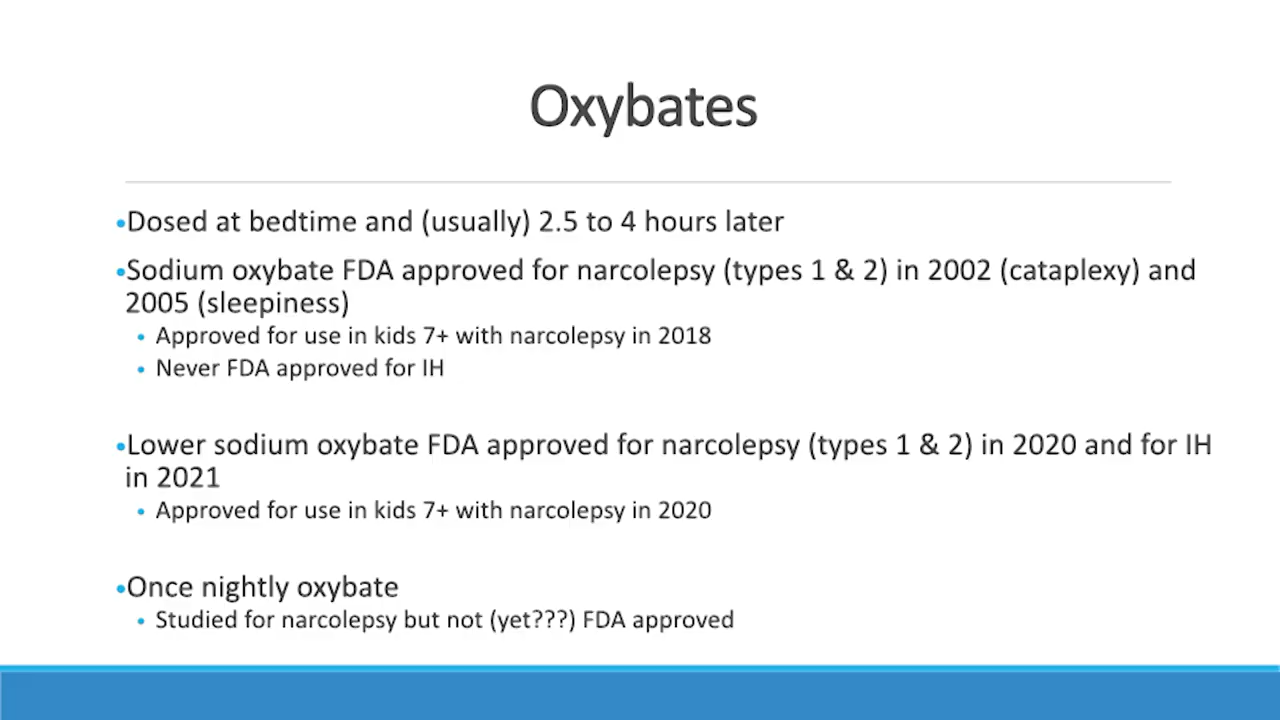 Oxybates
•Dosed at bedtime and (usually) 2.5 to 4 hours later
•Sodium oxybate FDA approved for narcolepsy (types 1 & 2) in 2002 (cataplexy) and
2005 (sleepiness)
• Approved for use in kids 7+ with narcolepsy in 2018
• Never FDA approved for IH
•Lower sodium oxybate FDA approved for narcolepsy (types 1 & 2) in 2020 and for IH
in 2021
• Approved for use in kids 7+ with narcolepsy in 2020
•Once nightly oxybate
• Studied for narcolepsy but not (yet???) FDA approved